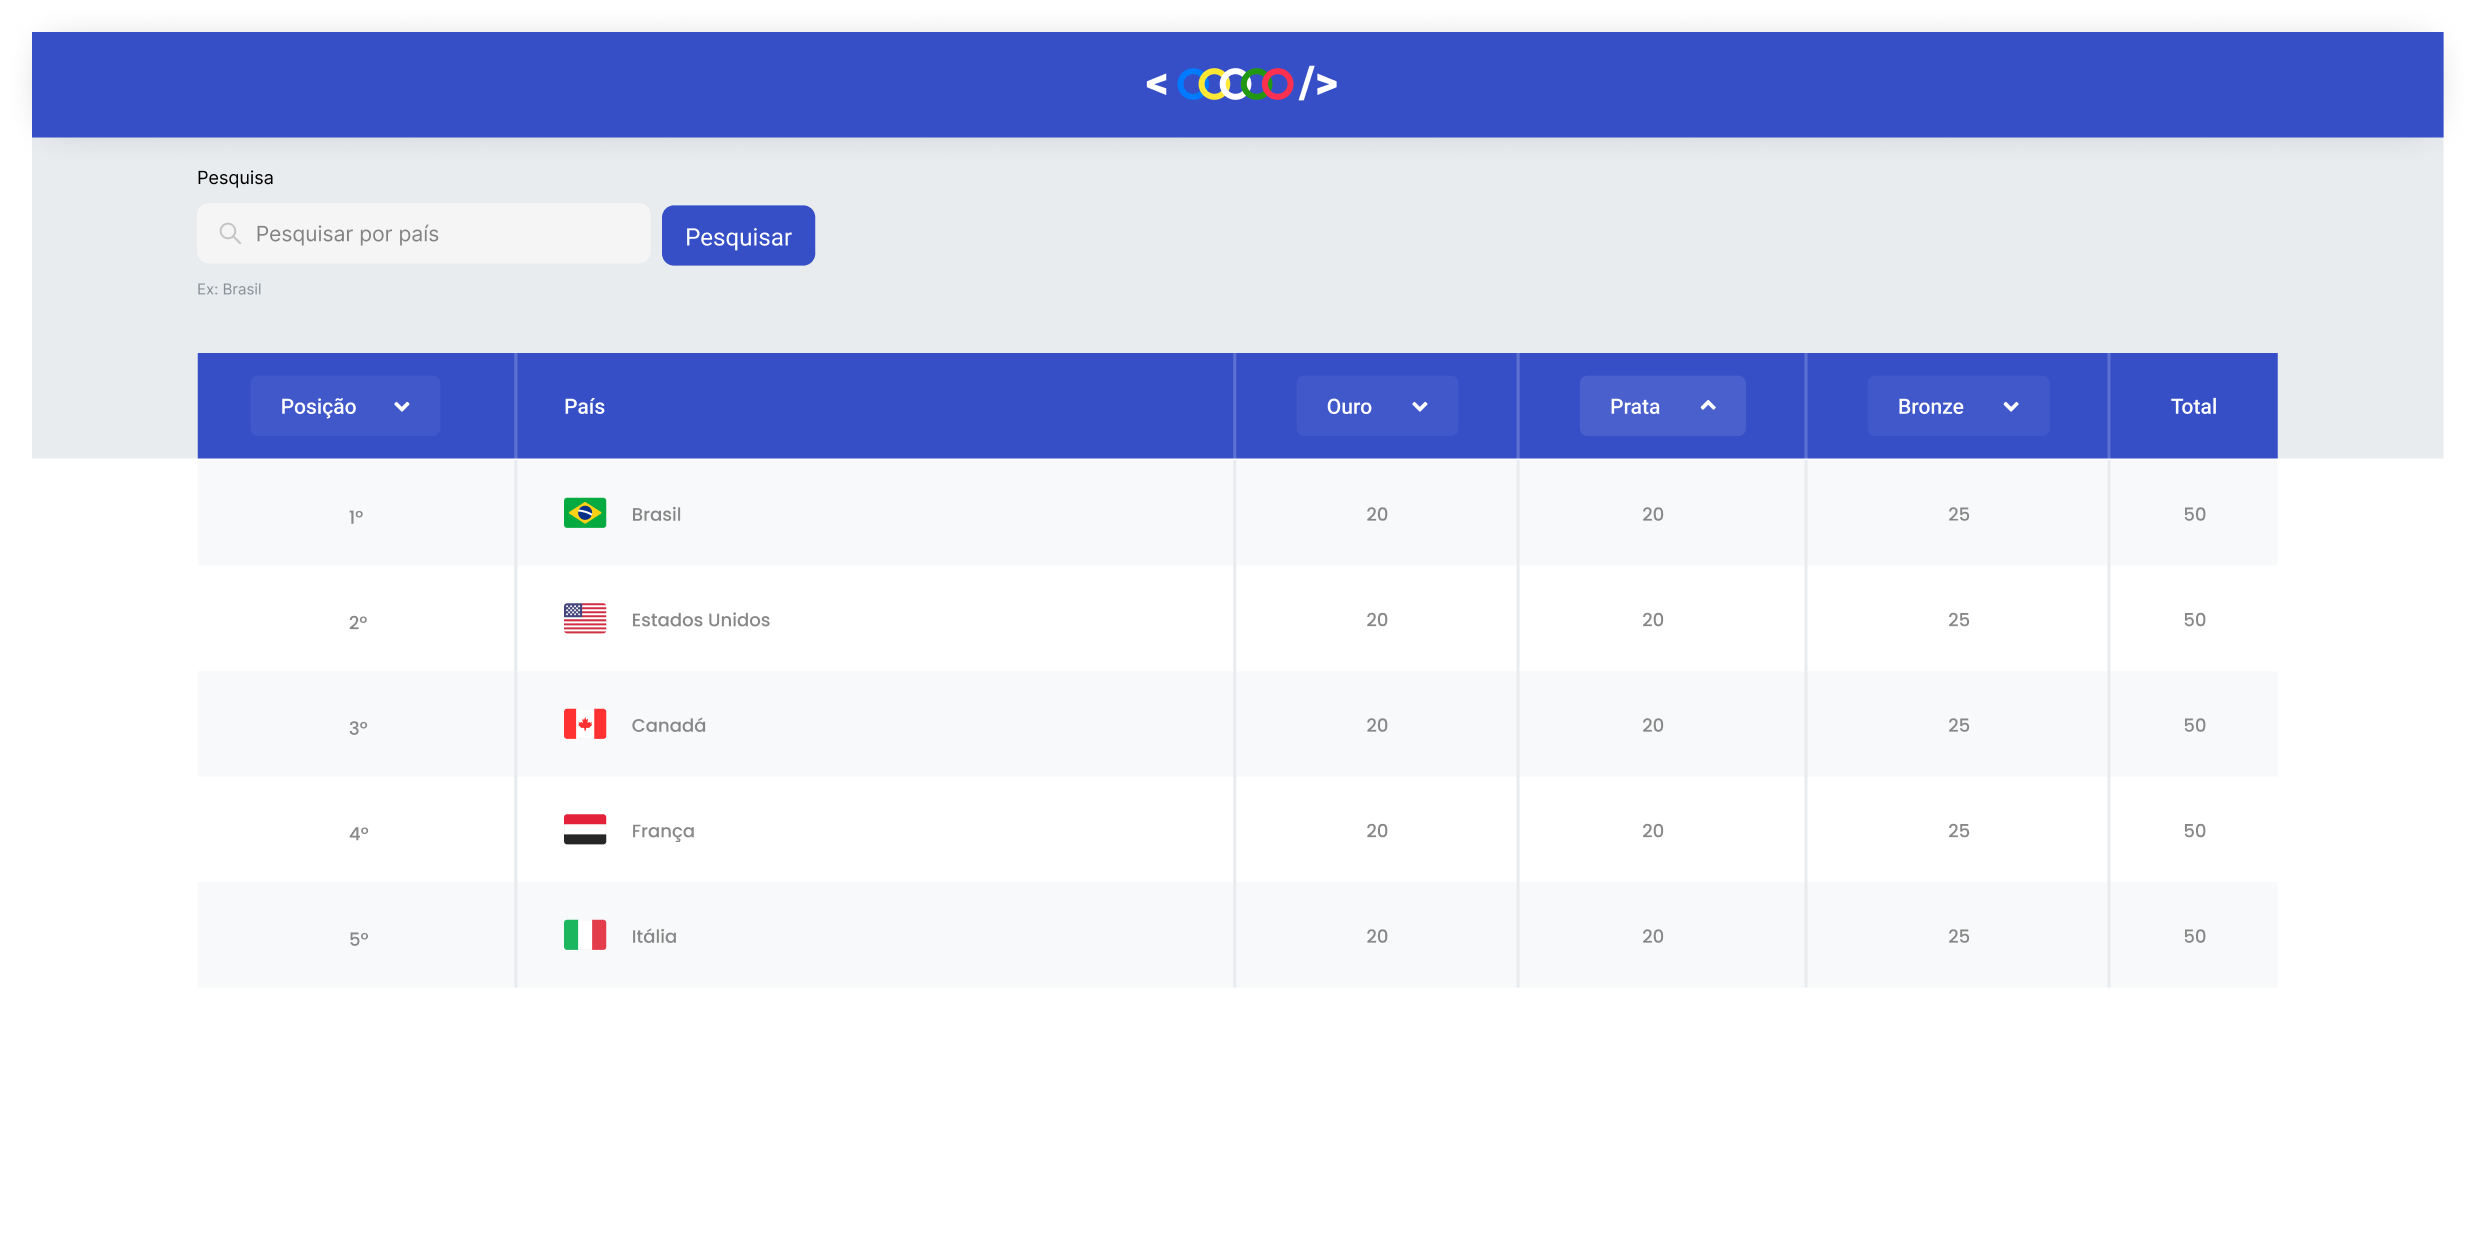 < />
Pesquisa
Pesquisar por país Pesquisar
Ex: Brasil
Posição País Ouro Prata Bronze Total
1º Brasil 20 20 25 50
2º Estados Unidos 20 20 25 50
3º Canadá 20 20 25 50
4º França 20 20 25 50
5º Itália 20 20 25 50